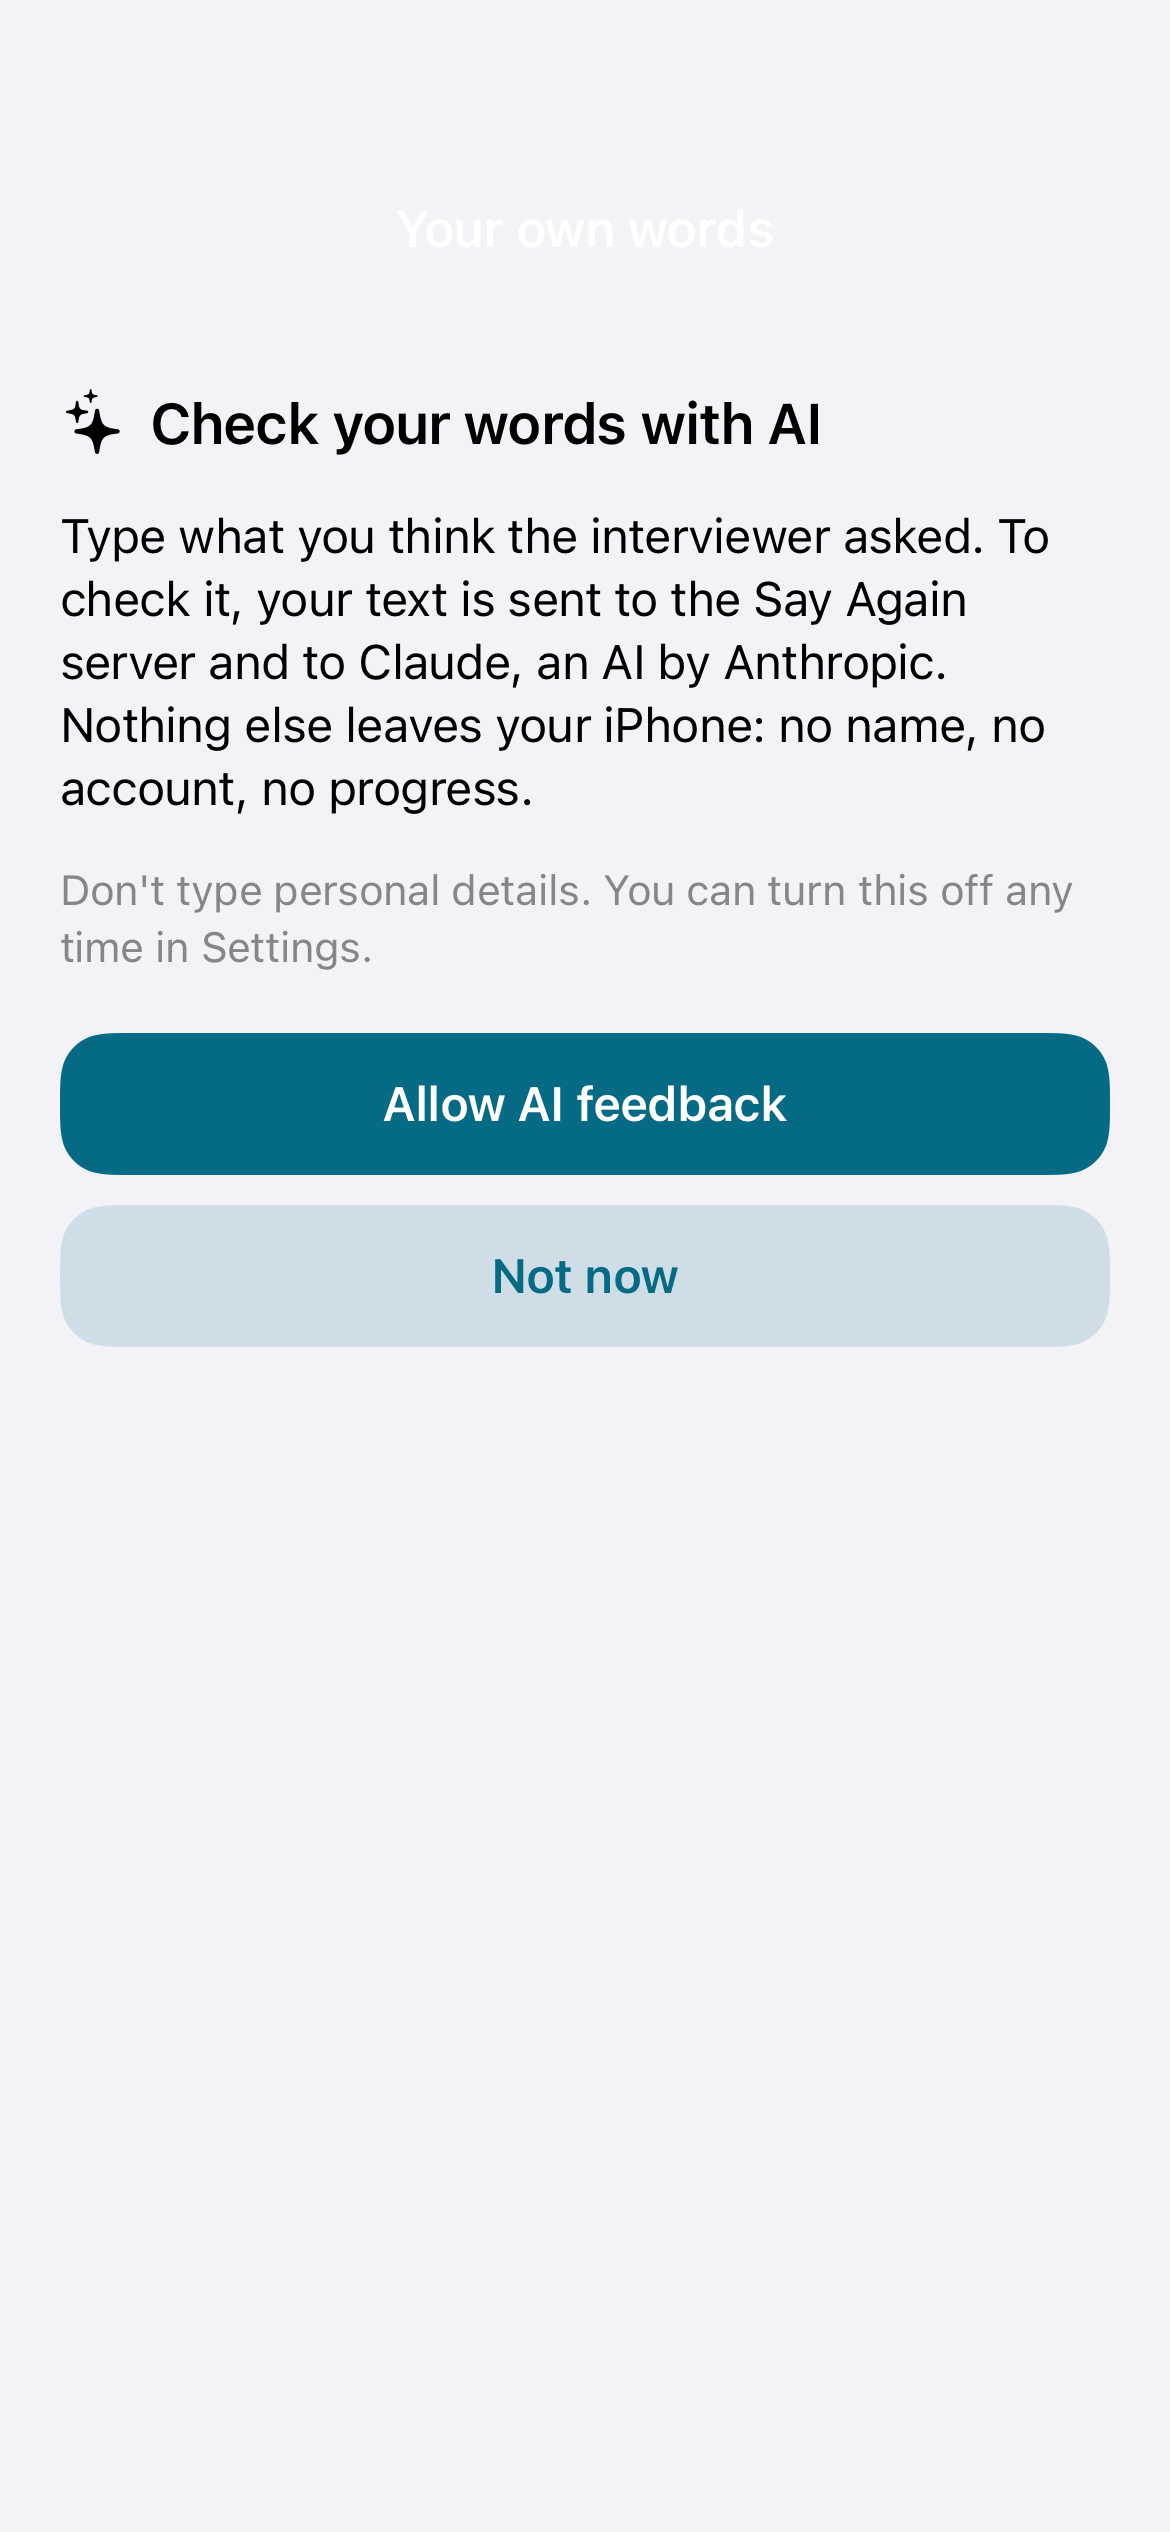 Your own words
Check your words with AI
Type what you think the interviewer asked. To
check it, your text is sent to the Say Again
server and to Claude, an AI by Anthropic.
Nothing else leaves your iPhone: no name, no
account, no progress.
Don't type personal details. You can turn this off any
time in Settings.
Allow AI feedback
Not now